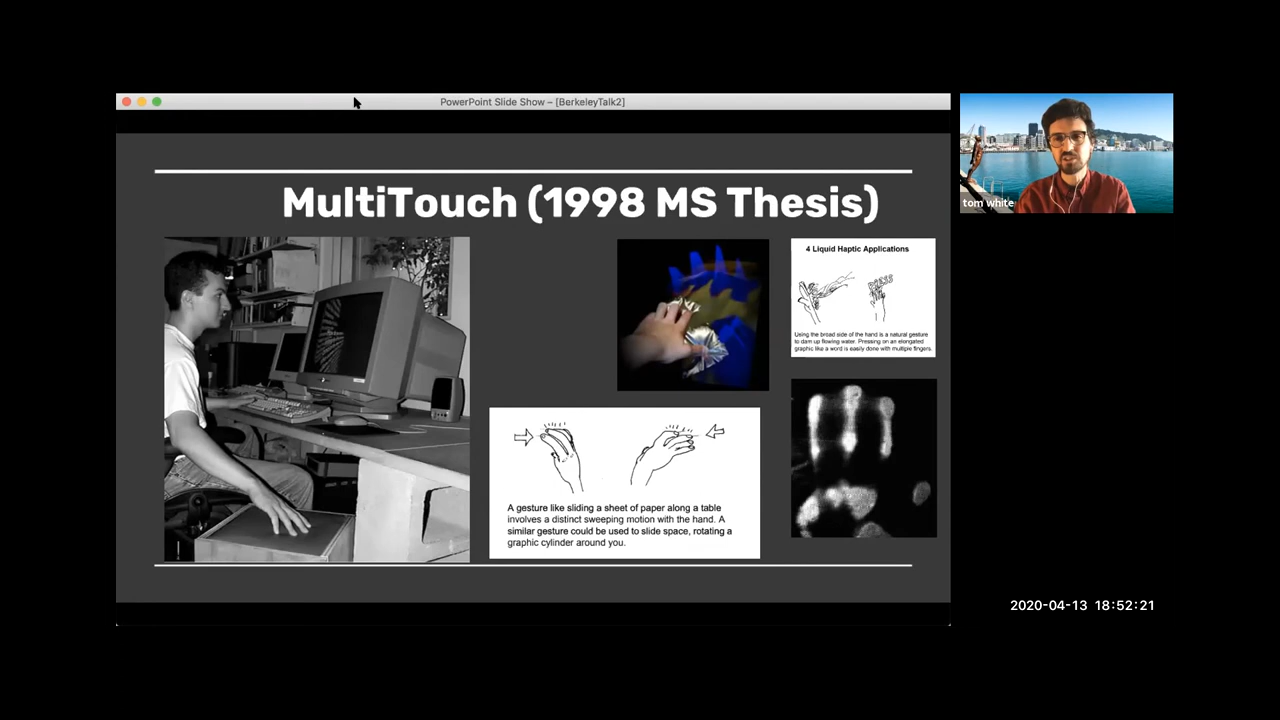 PowerPoint Slide Show – [BerkeleyTalk2]
tom white
MultiTouch (1998 MS Thesis)
4 Liquid Haptic Applications
PRESS
Using the broad side of the hand is a natural gesture
to dam up flowing water. Pressing on an elongated
graphic like a word is easily done with multiple fingers.
A gesture like sliding a sheet of paper along a table
involves a distinct sweeping motion with the hand. A
similar gesture could be used to slide space, rotating a
graphic cylinder around you.
2020-04-13 18:52:21